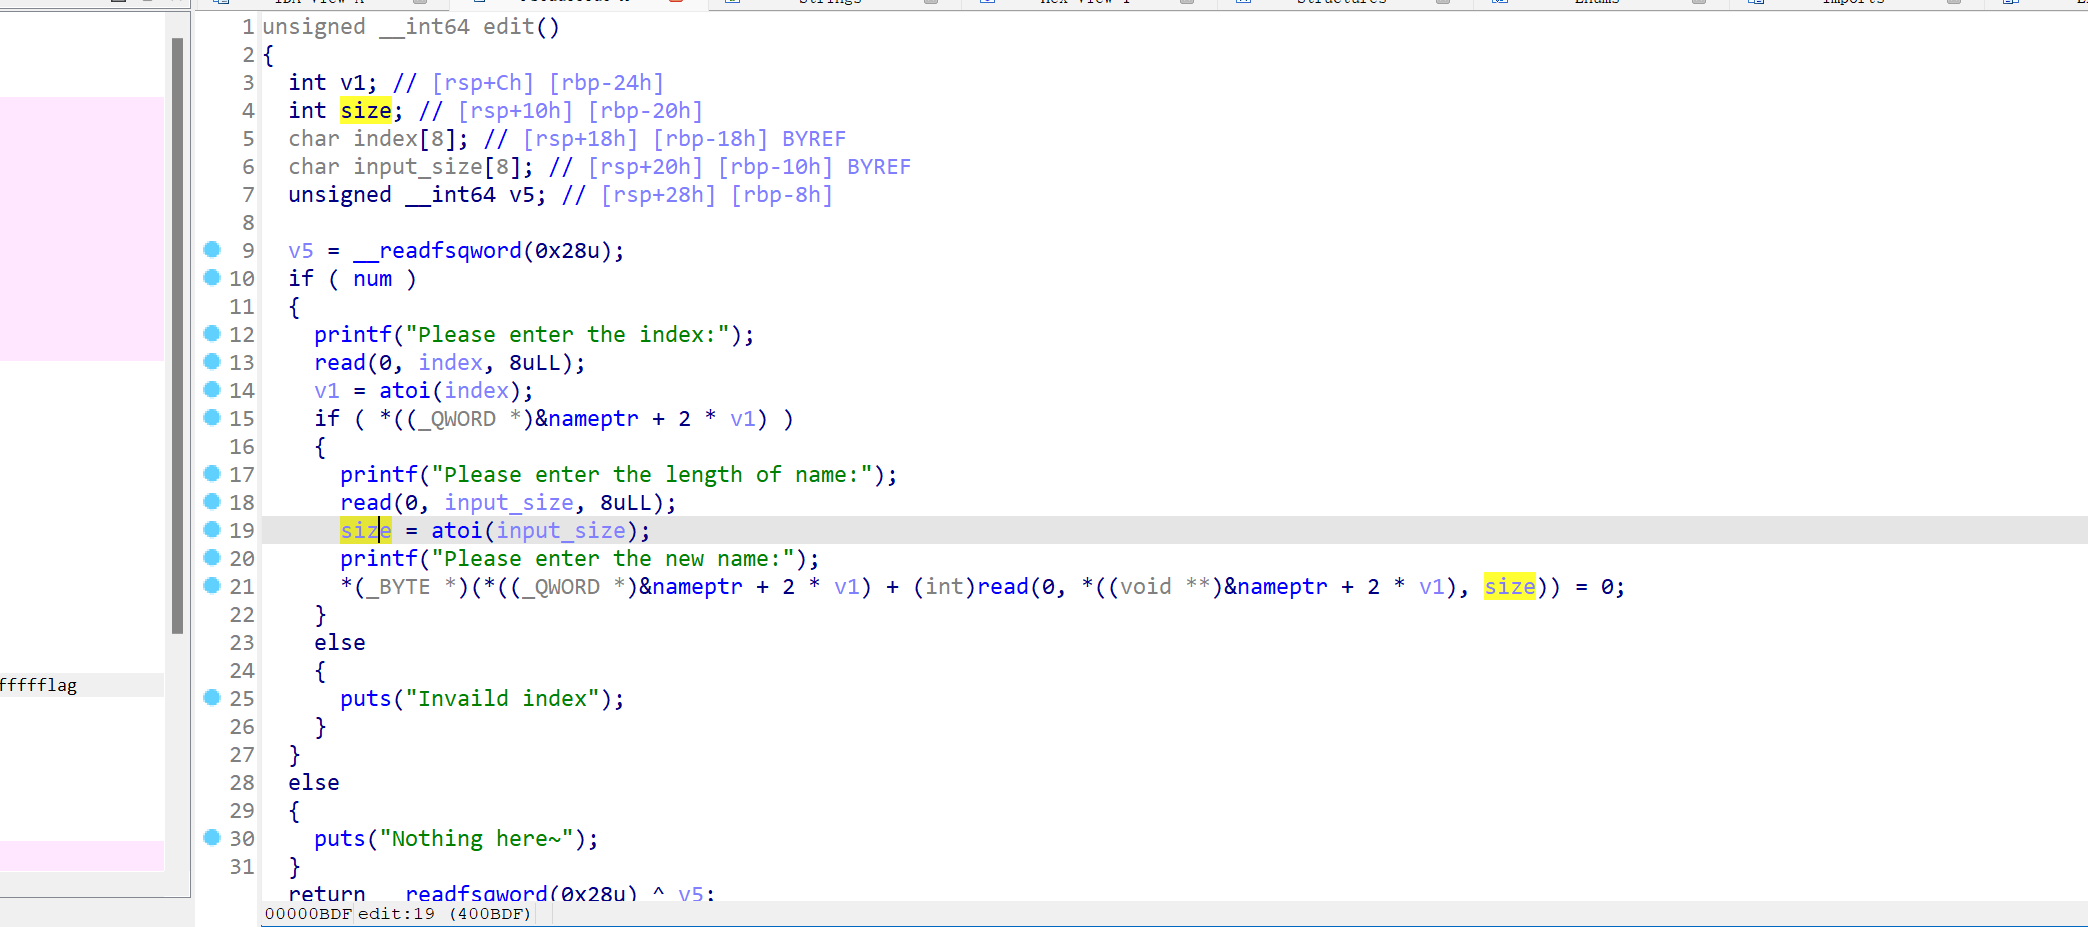 Strings
Structures
Enums
Imports
1 unsigned __int64 edit()
2 {
3 int v1; // [rsp+Ch] [rbp-24h]
4 int size; // [rsp+10h] [rbp-20h]
5 char index[8]; // [rsp+18h] [rbp-18h] BYREF
6 char input_size[8]; // [rsp+20h] [rbp-10h] BYREF
7 unsigned __int64 v5; // [rsp+28h] [rbp-8h]
8
9 v5 = __readfsqword(0x28u);
10 if ( num )
11 {
12 printf("Please enter the index:");
13 read(0, index, 8uLL);
14 v1 = atoi(index);
15 if ( *((_QWORD *)&nameptr + 2 * v1) )
16 {
17 printf("Please enter the length of name:");
18 read(0, input_size, 8uLL);
19 size = atoi(input_size);
20 printf("Please enter the new name:");
21 *(_BYTE *)(*((_QWORD *)&nameptr + 2 * v1) + (int)read(0, *((void **)&nameptr + 2 * v1), size)) = 0;
22 }
23 else
24 {
ffffflag
25 puts("Invaild index");
26 }
27 }
28 else
29 {
30 puts("Nothing here~");
31 }
return __readfsqword(0x28u) ^ v5;
00000BDF edit:19 (400BDF)